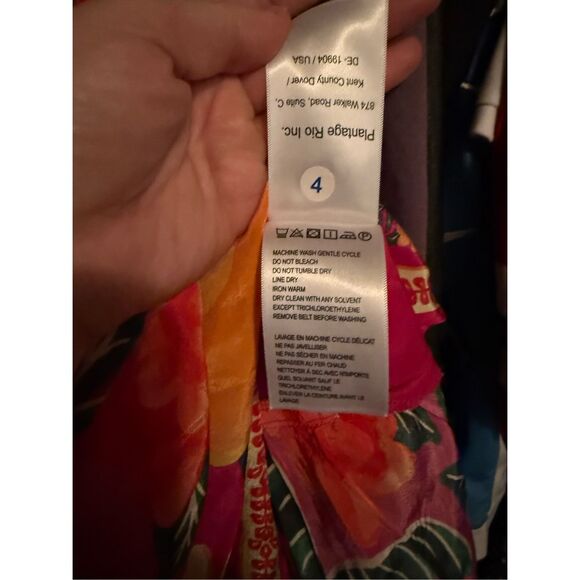 Plantage Rio Inc.
874 Walker Road, Suite C,
Kent County Dover /
DE- 19904 / USA
4
MACHINE WASH GENTLE CYCLE
DO NOT BLEACH
DO NOT TUMBLE DRY
LINE DRY
IRON WARM
DRY CLEAN WITH ANY SOLVENT
EXCEPT TRICHLOROETHYLENE
REMOVE BELT BEFORE WASHING
LAVAGE EN MACHINE CYCLE DÉLICAT
NE PAS JAVELLISER
NE PAS SÉCHER EN MACHINE
REPASSER FER CHAUD
NETTOYER À SEC AVEC N'IMPORTE
QUEL SOLVANT SAUF LE
TRICHLORETHYLÈNE
ENLEVER LA CEINTURE AVANT LE
LAVAGE